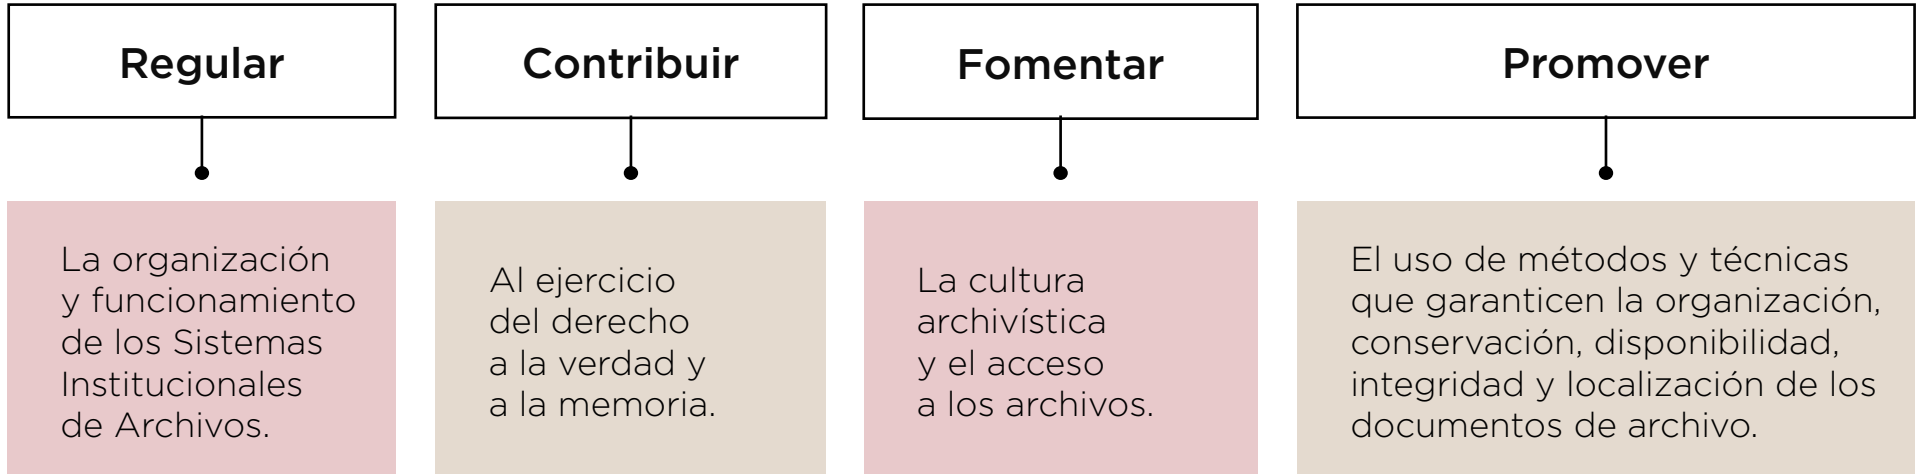 Regular
La organización
y funcionamiento
de los Sistemas
Institucionales
de Archivos.
Contribuir
Al ejercicio
del derecho
a la verdad y
a la memoria.
Fomentar
La cultura
archivística
y el acceso
a los archivos.
Promover
El uso de métodos y técnicas
que garanticen la organización,
conservación, disponibilidad,
integridad y localización de los
documentos de archivo.